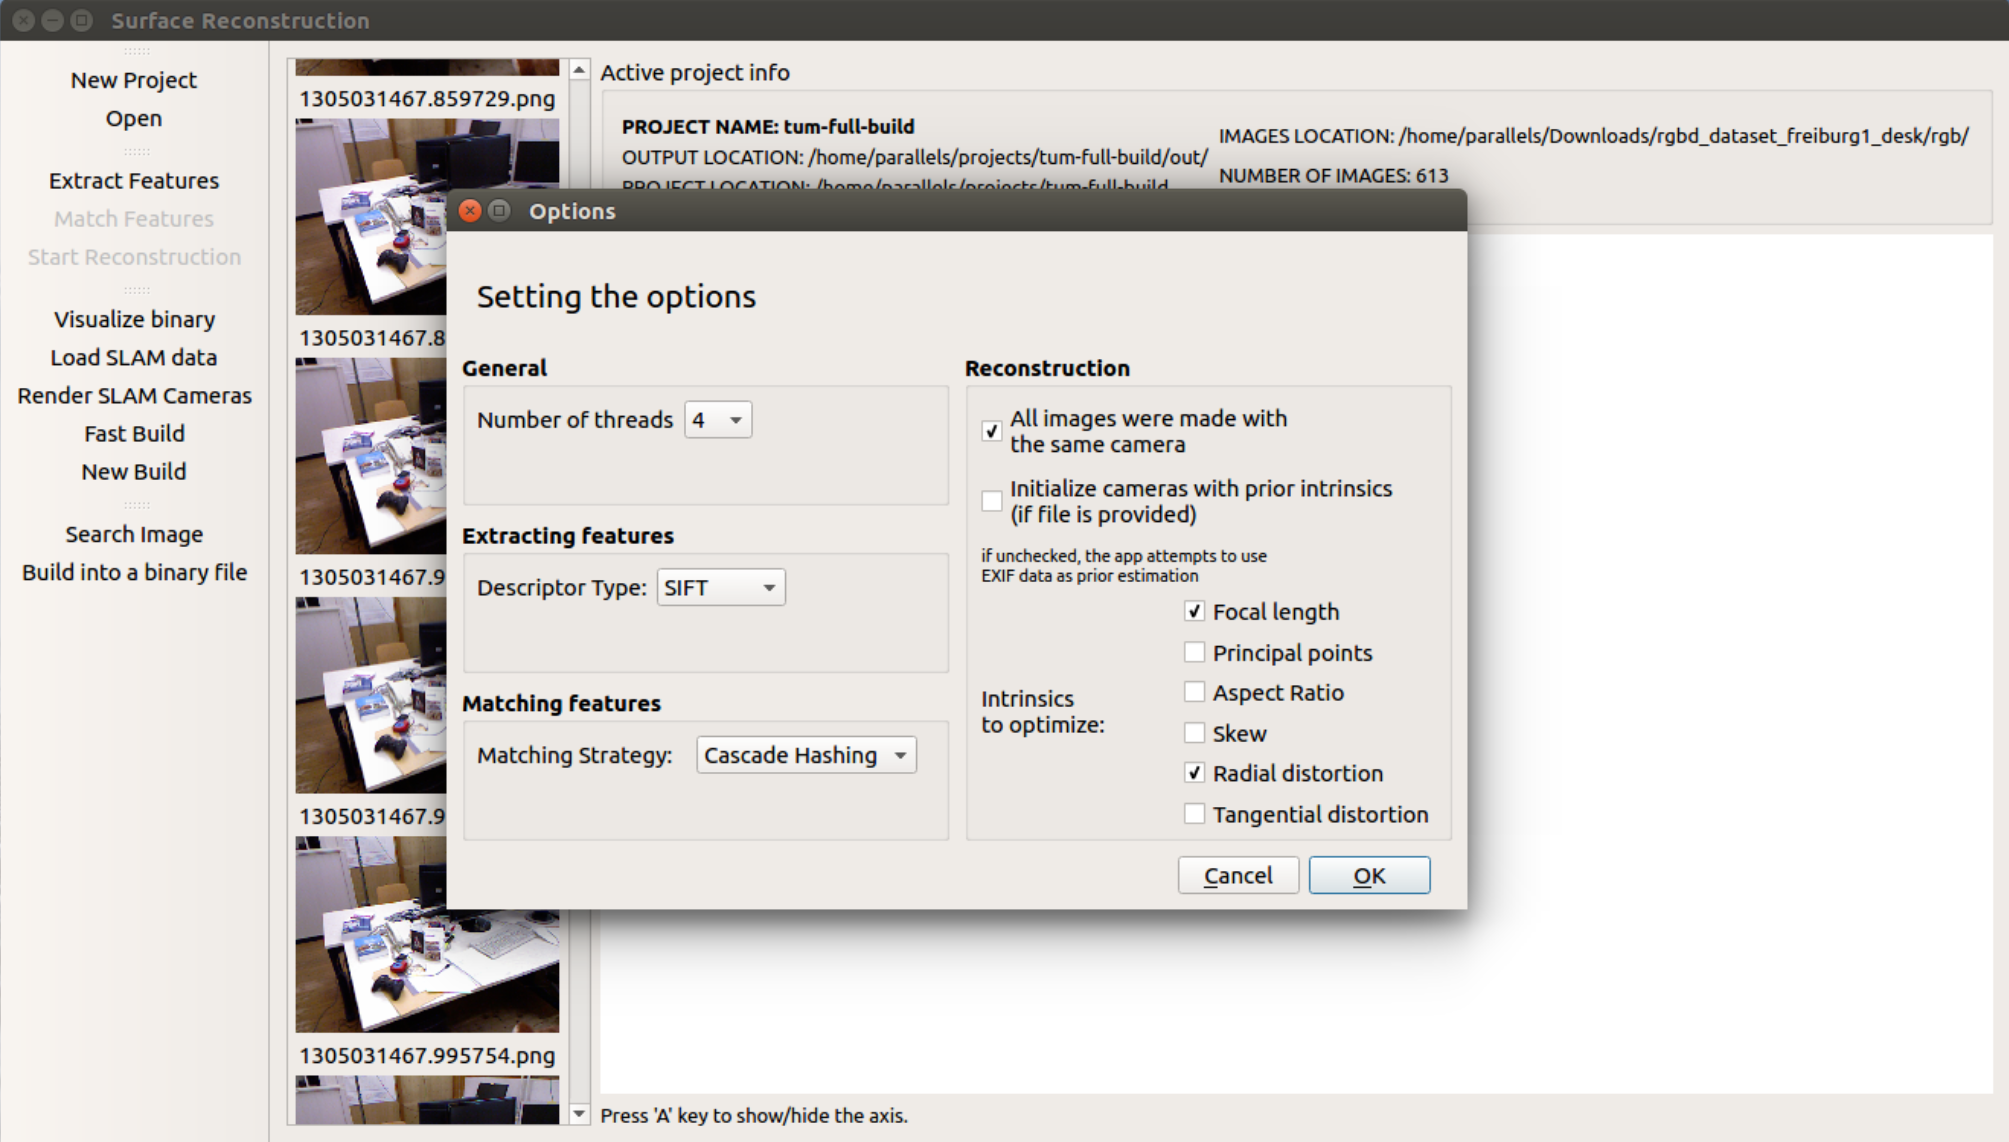 Surface Reconstruction
New Project
Open
Extract Features
Match Features
Start Reconstruction
Visualize binary
Load SLAM data
Render SLAM Cameras
Fast Build
New Build
Search Image
Build into a binary file
1305031467.859729.png
1305031467.8
1305031467.9
1305031467.9
1305031467.995754.png
Active project info
PROJECT NAME: tum-full-build
OUTPUT LOCATION: /home/parallels/projects/tum-full-build/out/
PROJECT LOCATION: /home/parallels/projects/tum-full-build
IMAGES LOCATION: /home/parallels/Downloads/rgbd_dataset_freiburg1_desk/rgb/
NUMBER OF IMAGES: 613
Options
Setting the options
General
Number of threads 4
Extracting features
Descriptor Type: SIFT
Matching features
Matching Strategy: Cascade Hashing
Reconstruction
All images were made with
the same camera
Initialize cameras with prior intrinsics
(if file is provided)
if unchecked, the app attempts to use
EXIF data as prior estimation
Intrinsics
to optimize:
Focal length
Principal points
Aspect Ratio
Skew
Radial distortion
Tangential distortion
Cancel
OK
Press 'A' key to show/hide the axis.